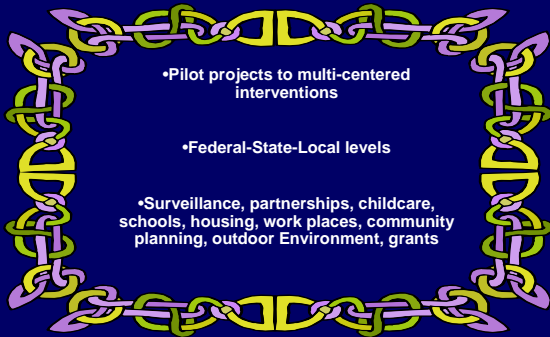 •Pilot projects to multi-centered
interventions
•Federal-State-Local levels
•Surveillance, partnerships, childcare,
schools, housing, work places, community
planning, outdoor Environment, grants